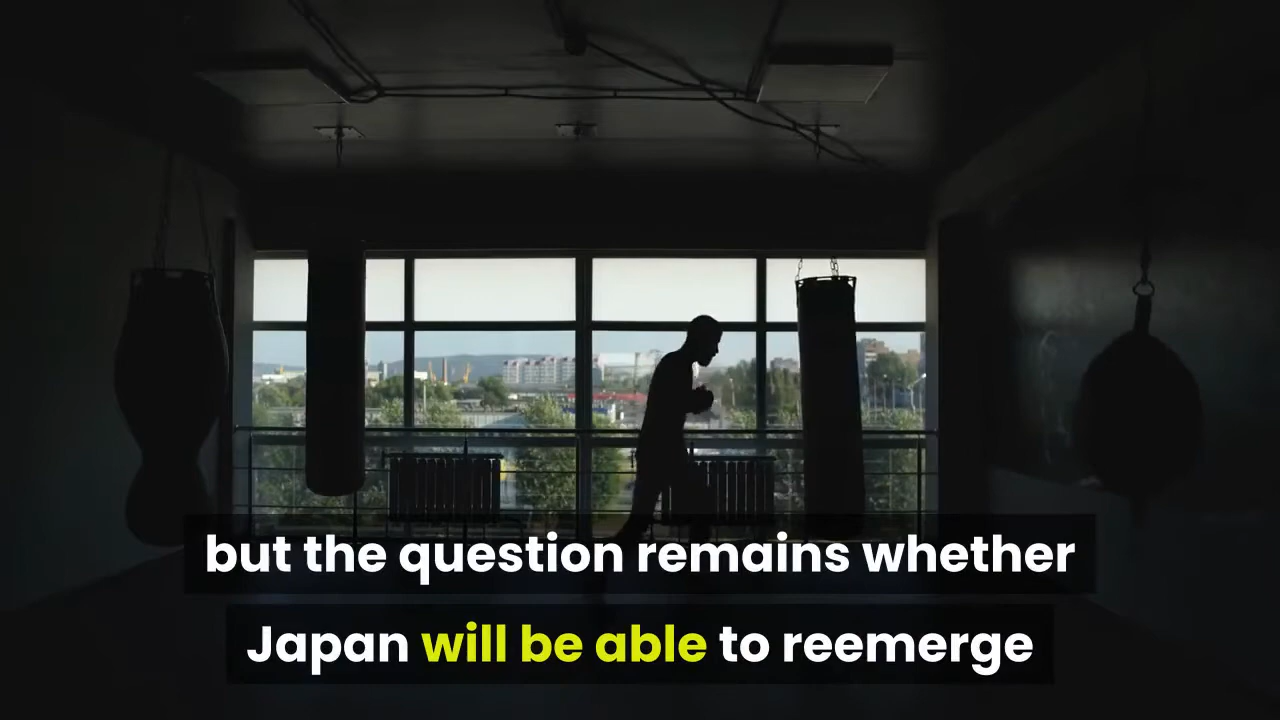 but the question remains whether
Japan will be able to reemerge